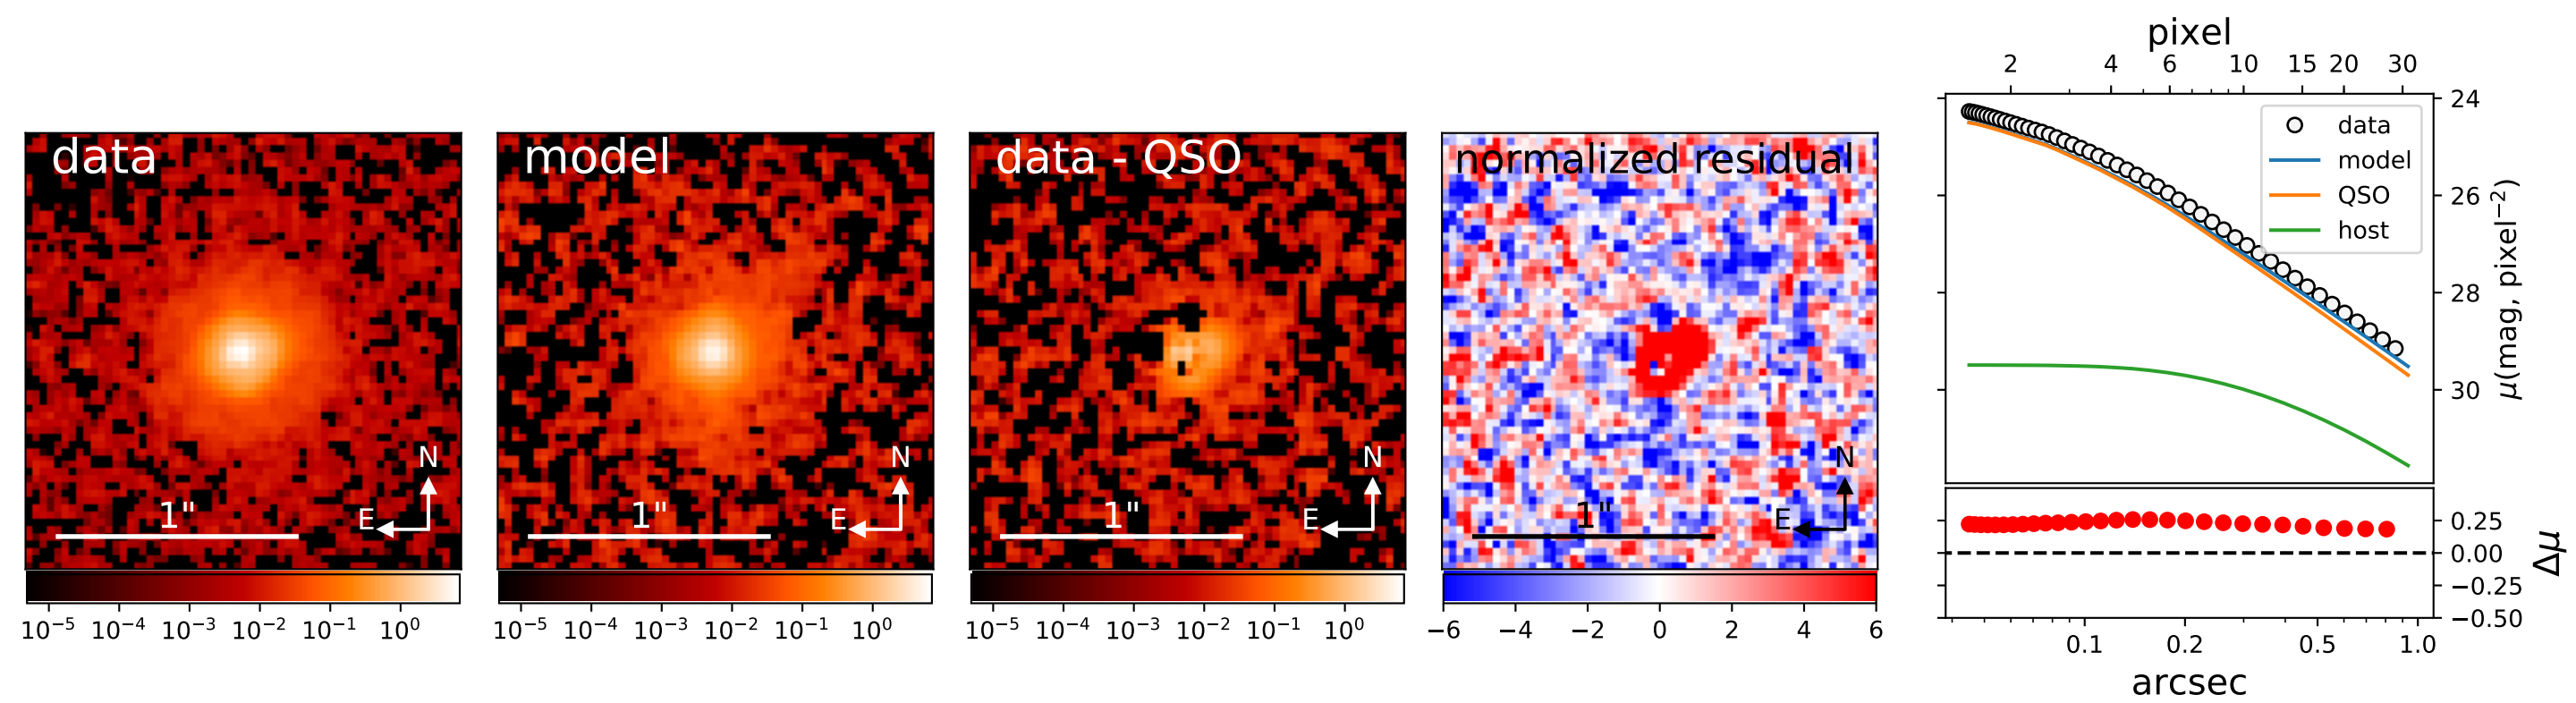 data
N
E
1"
10⁻⁵ 10⁻⁴ 10⁻³ 10⁻² 10⁻¹ 10⁰
model
N
E
1"
10⁻⁵ 10⁻⁴ 10⁻³ 10⁻² 10⁻¹ 10⁰
data - QSO
N
E
1"
10⁻⁵ 10⁻⁴ 10⁻³ 10⁻² 10⁻¹ 10⁰
normalized residual
N
E
1"
−6 −4 −2 0 2 4 6
pixel
2 4 6 10 15 20 30
data
model
QSO
host
24
26
28
30
μ(mag, pixel⁻²)
0.25
0.00
−0.25
−0.50
Δμ
0.1 0.2 0.5 1.0
arcsec